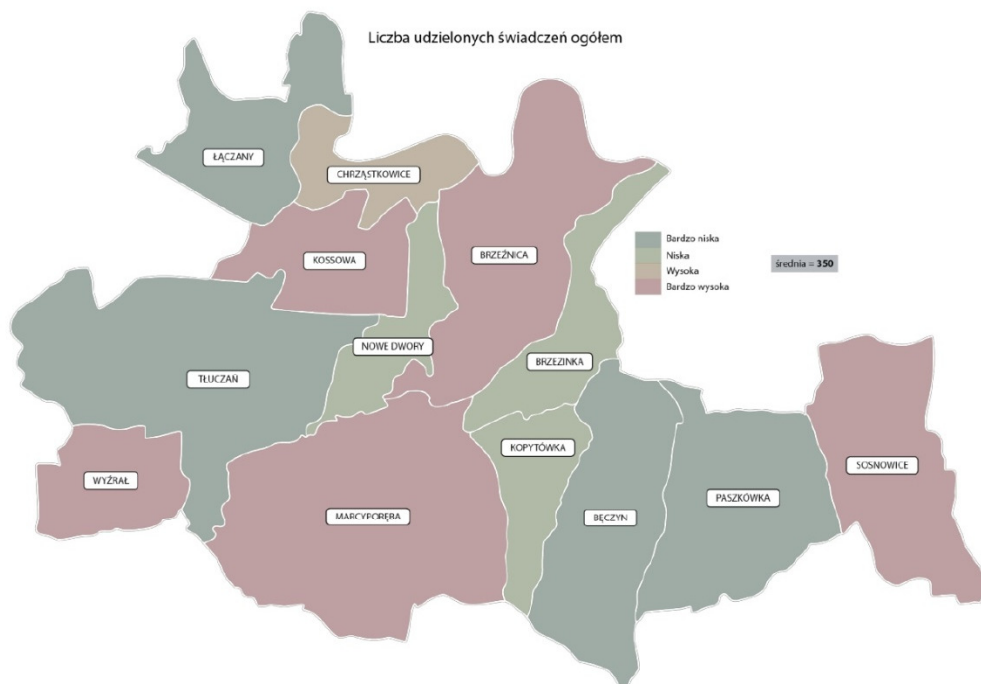 Liczba udzielonych świadczeń ogółem
ŁĄCZANY
CHRZĄSTKOWICE
KOSSOWA
BRZEŹNICA
Bardzo niska
Niska
Wysoka
Bardzo wysoka
średnia = 350
NOWE DWORY
BRZEZINKA
TŁUCZAŃ
KOPYTÓWKA
WYŹRAŁ
SOSNOWICE
MARCYPORĘBA
BĘCZYN
PASZKÓWKA